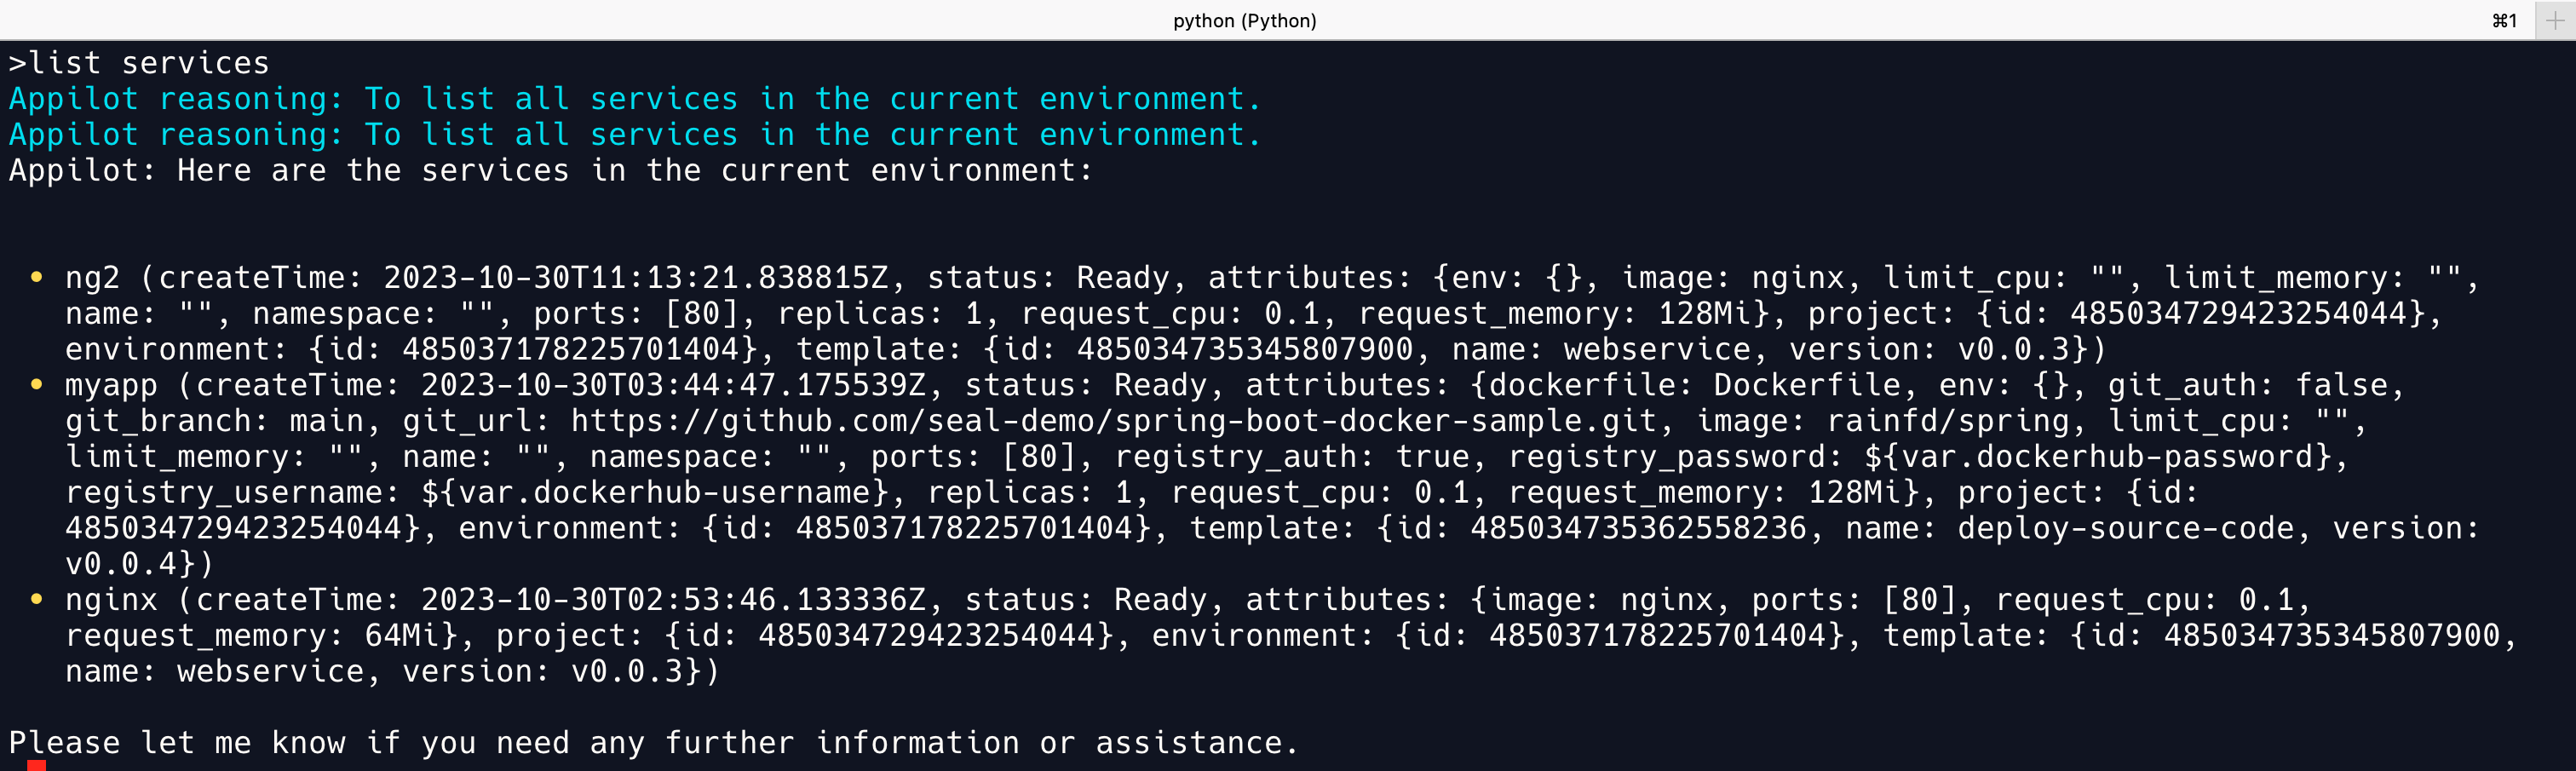 python (Python)
⌘1
>list services
Appilot reasoning: To list all services in the current environment.
Appilot reasoning: To list all services in the current environment.
Appilot: Here are the services in the current environment:
• ng2 (createTime: 2023-10-30T11:13:21.838815Z, status: Ready, attributes: {env: {}, image: nginx, limit_cpu: "", limit_memory: "",
name: "", namespace: "", ports: [80], replicas: 1, request_cpu: 0.1, request_memory: 128Mi}, project: {id: 485034729423254044},
environment: {id: 485037178225701404}, template: {id: 485034735345807900, name: webservice, version: v0.0.3})
• myapp (createTime: 2023-10-30T03:44:47.175539Z, status: Ready, attributes: {dockerfile: Dockerfile, env: {}, git_auth: false,
git_branch: main, git_url: https://github.com/seal-demo/spring-boot-docker-sample.git, image: rainfd/spring, limit_cpu: "",
limit_memory: "", name: "", namespace: "", ports: [80], registry_auth: true, registry_password: ${var.dockerhub-password},
registry_username: ${var.dockerhub-username}, replicas: 1, request_cpu: 0.1, request_memory: 128Mi}, project: {id:
485034729423254044}, environment: {id: 485037178225701404}, template: {id: 485034735362558236, name: deploy-source-code, version:
v0.0.4})
• nginx (createTime: 2023-10-30T02:53:46.133336Z, status: Ready, attributes: {image: nginx, ports: [80], request_cpu: 0.1,
request_memory: 64Mi}, project: {id: 485034729423254044}, environment: {id: 485037178225701404}, template: {id: 485034735345807900,
name: webservice, version: v0.0.3})
Please let me know if you need any further information or assistance.